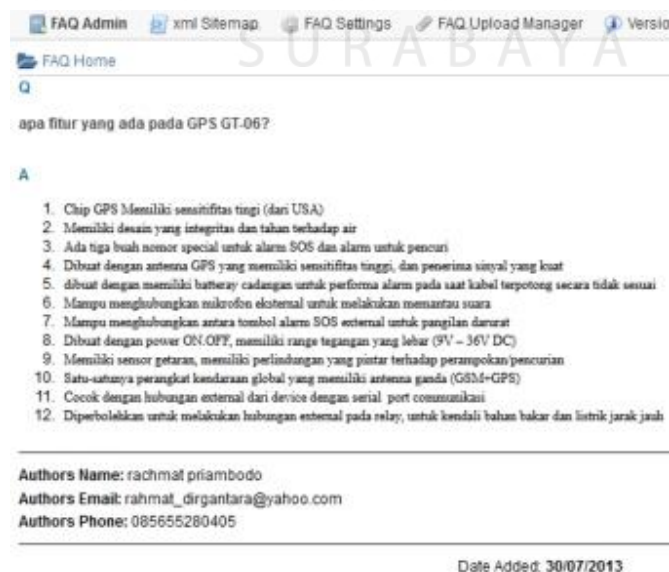 FAQ Admin xml Sitemap FAQ Settings FAQ Upload Manager Versio
SURABAYA
FAQ Home
Q
apa fitur yang ada pada GPS GT-06?
A
1. Chip GPS Memiliki sensitifitas tingi (dari USA)
2. Memiliki desain yang integritas dan tahan terhadap air
3. Ada tiga buah nomor special untuk alarm SOS dan alarm untuk pencuri
4. Dibuat dengan antenna GPS yang memiliki sensitifitas tinggi, dan penerima sinyal yang kuat
5. dibuat dengan memiliki batteray cadangan untuk performa alarm pada saat kabel terpotong secara tidak sesuai
6. Mampu menghubungkan mikrofon eksternal untuk melakukan memantau suara
7. Mampu menghubungkan antara tombol alarm SOS external untuk pangilan darurat
8. Dibuat dengan power ON.OFF, memiliki range tegangan yang lebar (9V – 36V DC)
9. Memiliki sensor getaran, memiliki perlindungan yang pintar terhadap perampokan/pencurian
10. Satu-satunya perangkat kendaraan global yang memiliki antenna ganda (GSM+GPS)
11. Cocok dengan hubungan external dari device dengan serial port communikasi
12. Diperbolehkan untuk melakukan hubungan external pada relay, untuk kendali bahan bakar dan listrik jarak jauh
Authors Name: rachmat priambodo
Authors Email: rahmat_dirgantara@yahoo.com
Authors Phone: 085655280405
Date Added: 30/07/2013